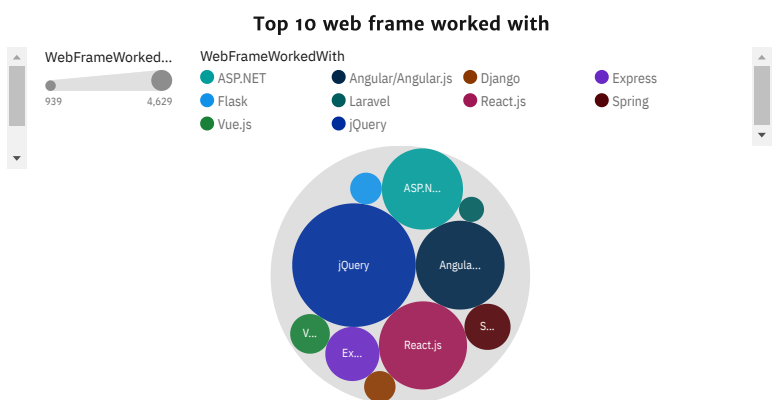 Top 10 web frame worked with
WebFrameWorked...
939 4,629
WebFrameWorkedWith
ASP.NET Angular/Angular.js Django Express
Flask Laravel React.js Spring
Vue.js jQuery
ASP.N...
jQuery
Angula...
V...
Ex...
React.js
S...